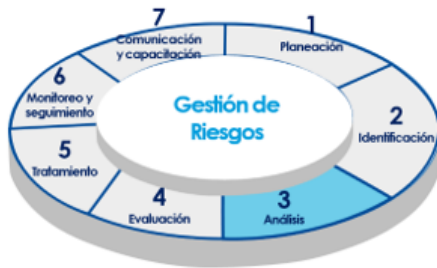 Gestión de
Riesgos
1
Planeación
2
Identificación
3
Análisis
4
Evaluación
5
Tratamiento
6
Monitoreo y
seguimiento
7
Comunicación
y capacitación